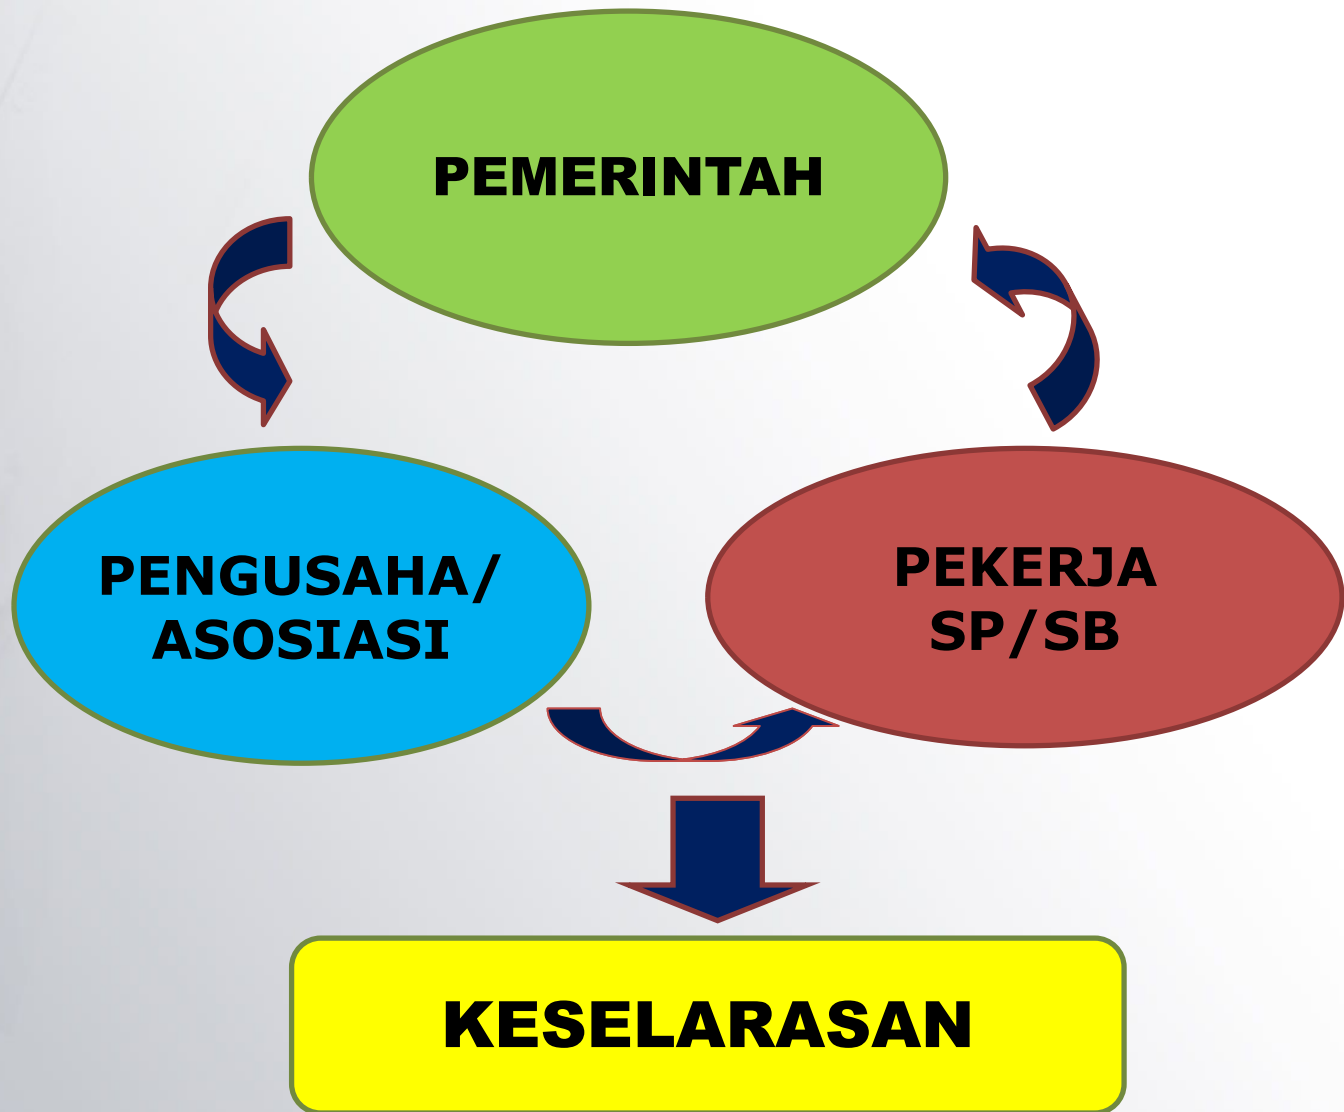 PEMERINTAH
PENGUSAHA/
ASOSIASI
PEKERJA
SP/SB
KESELARASAN